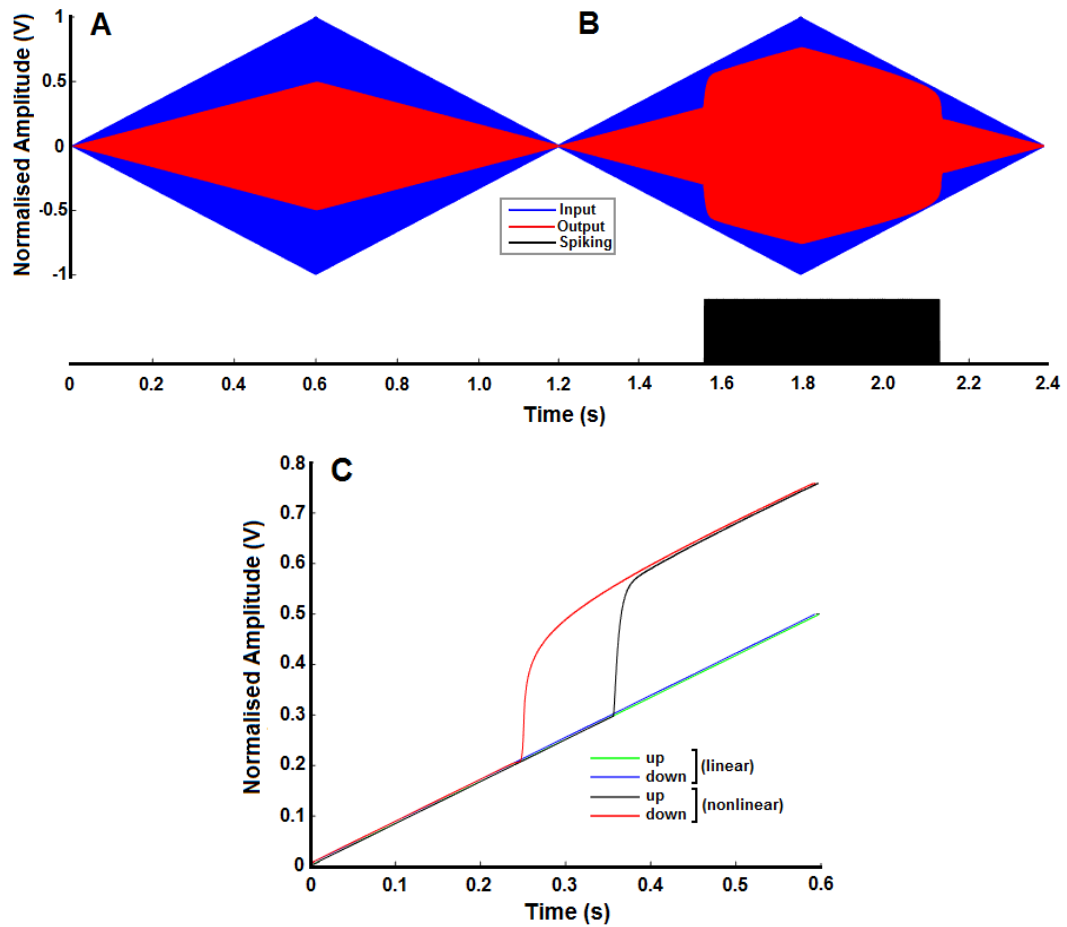 A
B
Normalised Amplitude (V)
1
0.5
0
-0.5
-1
Input
Output
Spiking
0 0.2 0.4 0.6 0.8 1.0 1.2 1.4 1.6 1.8 2.0 2.2 2.4
Time (s)
C
Normalised Amplitude (V)
0.8
0.7
0.6
0.5
0.4
0.3
0.2
0.1
0
up
down
(linear)
up
down
(nonlinear)
0 0.1 0.2 0.3 0.4 0.5 0.6
Time (s)